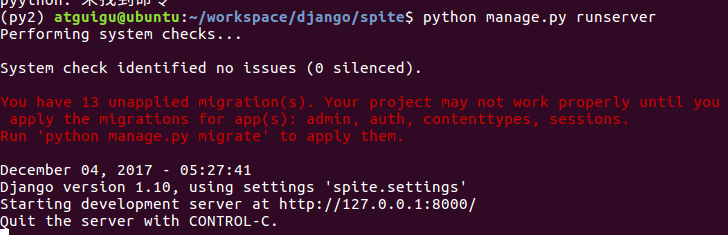 (py2) atguigu@ubuntu:~/workspace/django/spite$ python manage.py runserver
Performing system checks...
System check identified no issues (0 silenced).
You have 13 unapplied migration(s). Your project may not work properly until you
apply the migrations for app(s): admin, auth, contenttypes, sessions.
Run 'python manage.py migrate' to apply them.
December 04, 2017 - 05:27:41
Django version 1.10, using settings 'spite.settings'
Starting development server at http://127.0.0.1:8000/
Quit the server with CONTROL-C.